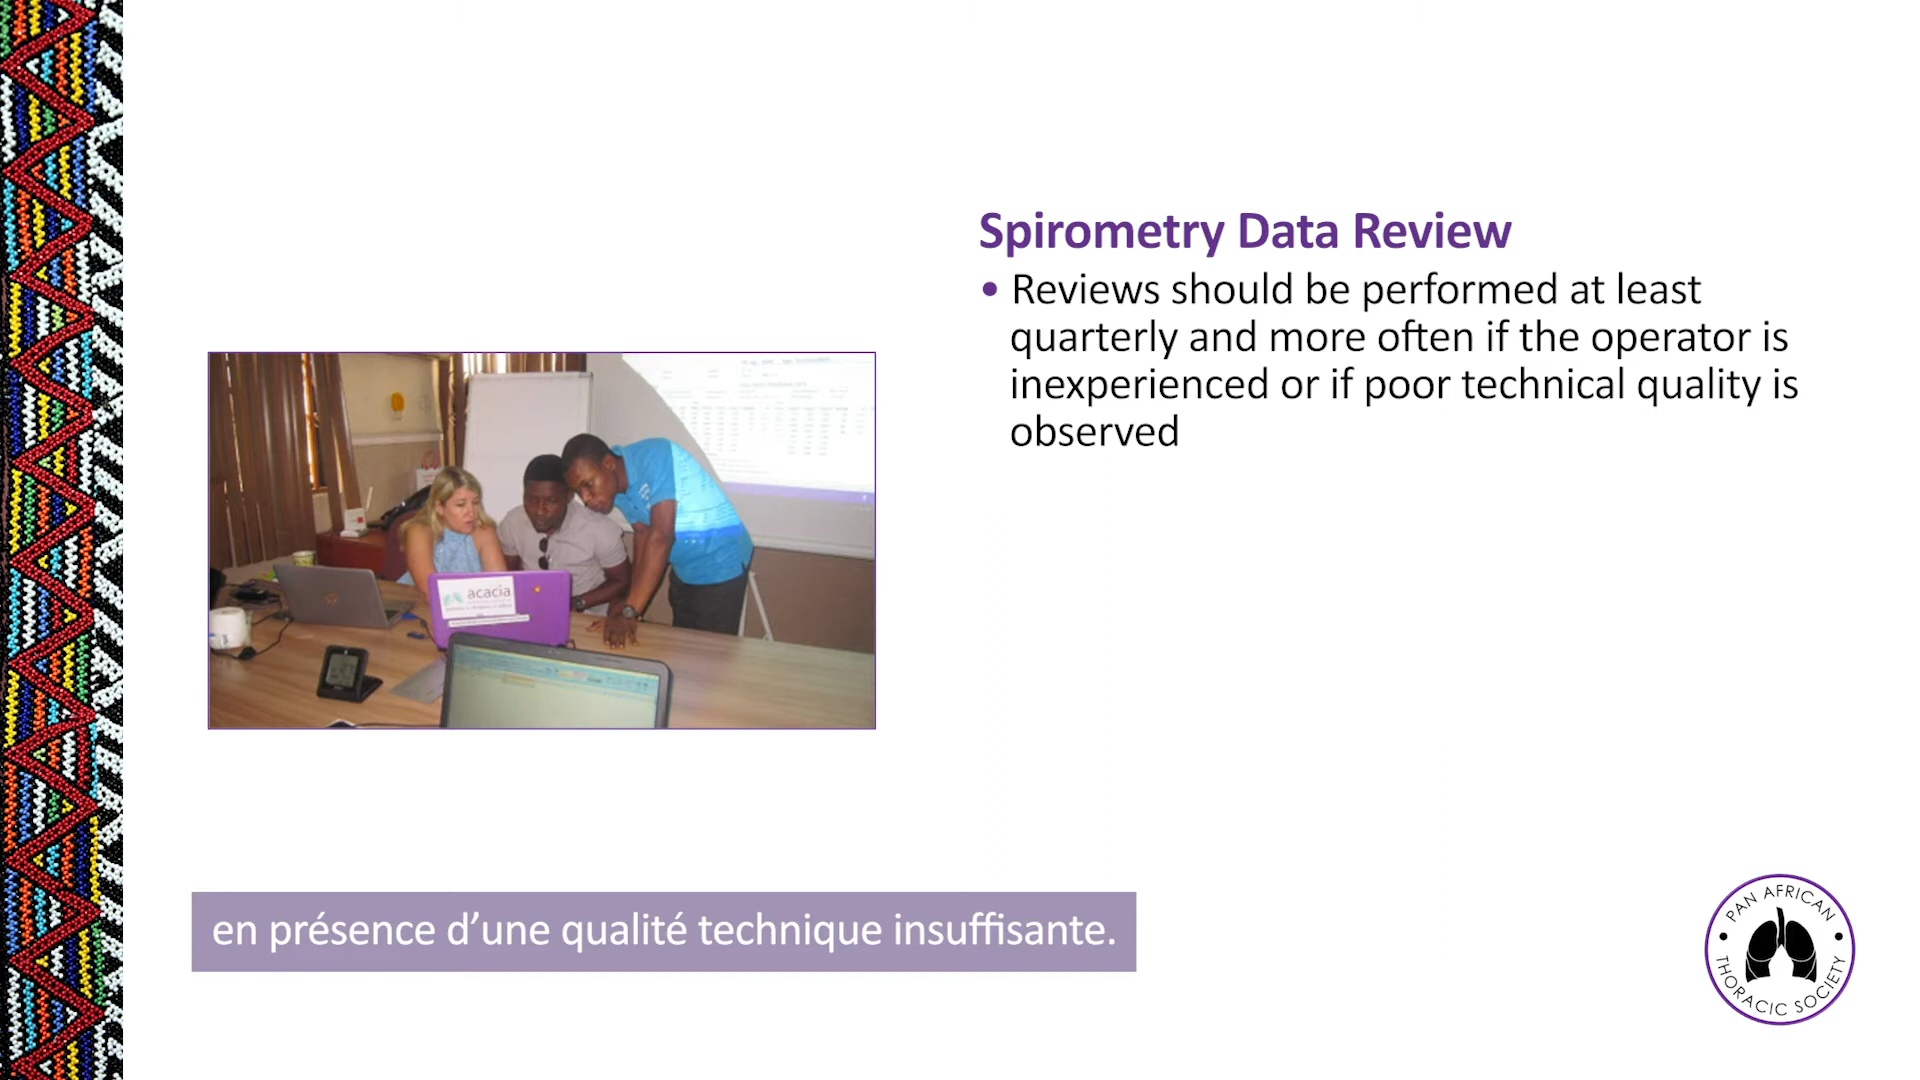 Spirometry Data Review
• Reviews should be performed at least
quarterly and more often if the operator is
inexperienced or if poor technical quality is
observed
acacia
en présence d’une qualité technique insuffisante.
PAN AFRICAN
THORACIC SOCIETY